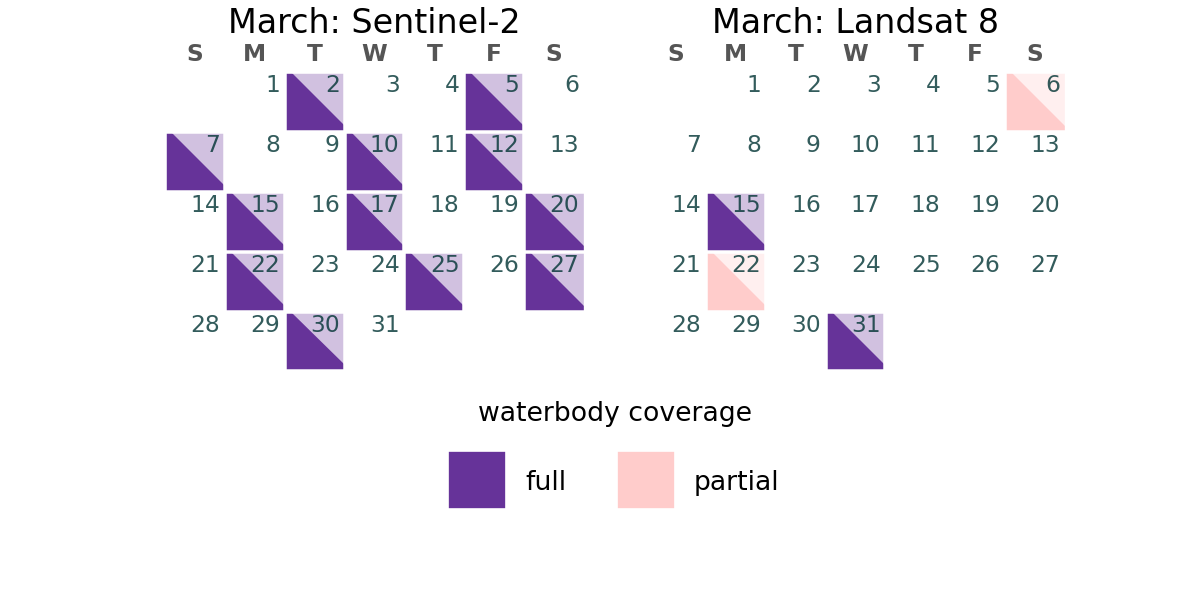 March: Sentinel-2
S M T W T F S
1 2 3 4 5 6
7 8 9 10 11 12 13
14 15 16 17 18 19 20
21 22 23 24 25 26 27
28 29 30 31
March: Landsat 8
S M T W T F S
1 2 3 4 5 6
7 8 9 10 11 12 13
14 15 16 17 18 19 20
21 22 23 24 25 26 27
28 29 30 31
waterbody coverage
full partial